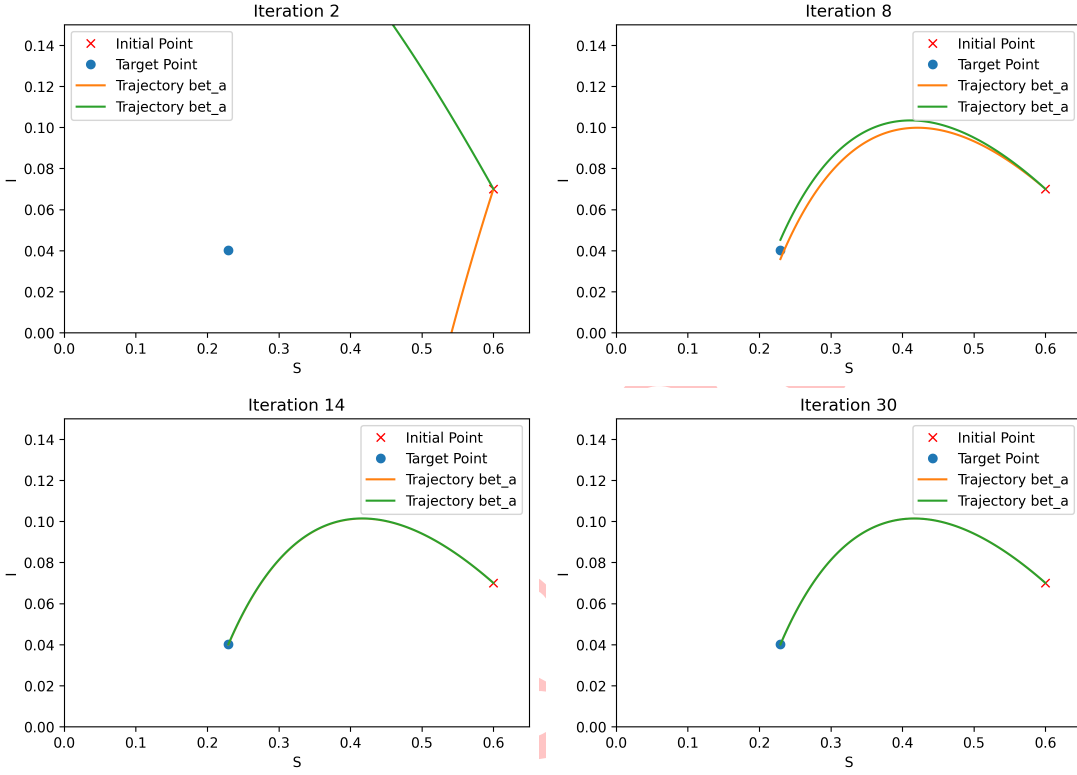 Iteration 2
0.14
0.12
0.10
0.08
0.06
0.04
0.02
0.00
I
Initial Point
Target Point
Trajectory bet_a
Trajectory bet_a
0.0 0.1 0.2 0.3 0.4 0.5 0.6
S
Iteration 8
0.14
0.12
0.10
0.08
0.06
0.04
0.02
0.00
I
Initial Point
Target Point
Trajectory bet_a
Trajectory bet_a
0.0 0.1 0.2 0.3 0.4 0.5 0.6
S
Iteration 14
0.14
0.12
0.10
0.08
0.06
0.04
0.02
0.00
I
Initial Point
Target Point
Trajectory bet_a
Trajectory bet_a
0.0 0.1 0.2 0.3 0.4 0.5 0.6
S
Iteration 30
0.14
0.12
0.10
0.08
0.06
0.04
0.02
0.00
I
Initial Point
Target Point
Trajectory bet_a
Trajectory bet_a
0.0 0.1 0.2 0.3 0.4 0.5 0.6
S